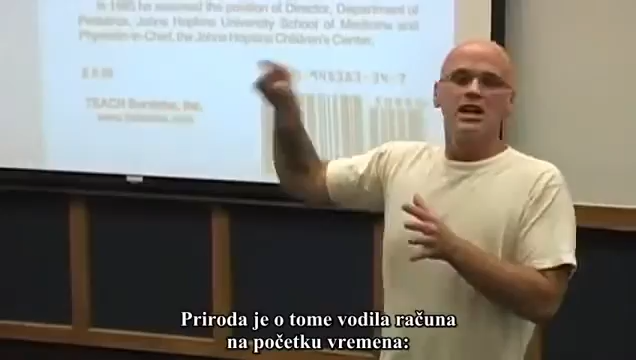 In 1985 he assumed the position of Director, Department of
Pediatrics, Johns Hopkins University School of Medicine and
Physician-in-Chief, the Johns Hopkins Children's Center.
TEACH Services, Inc.
Priroda je o tome vodila računa
na početku vremena: